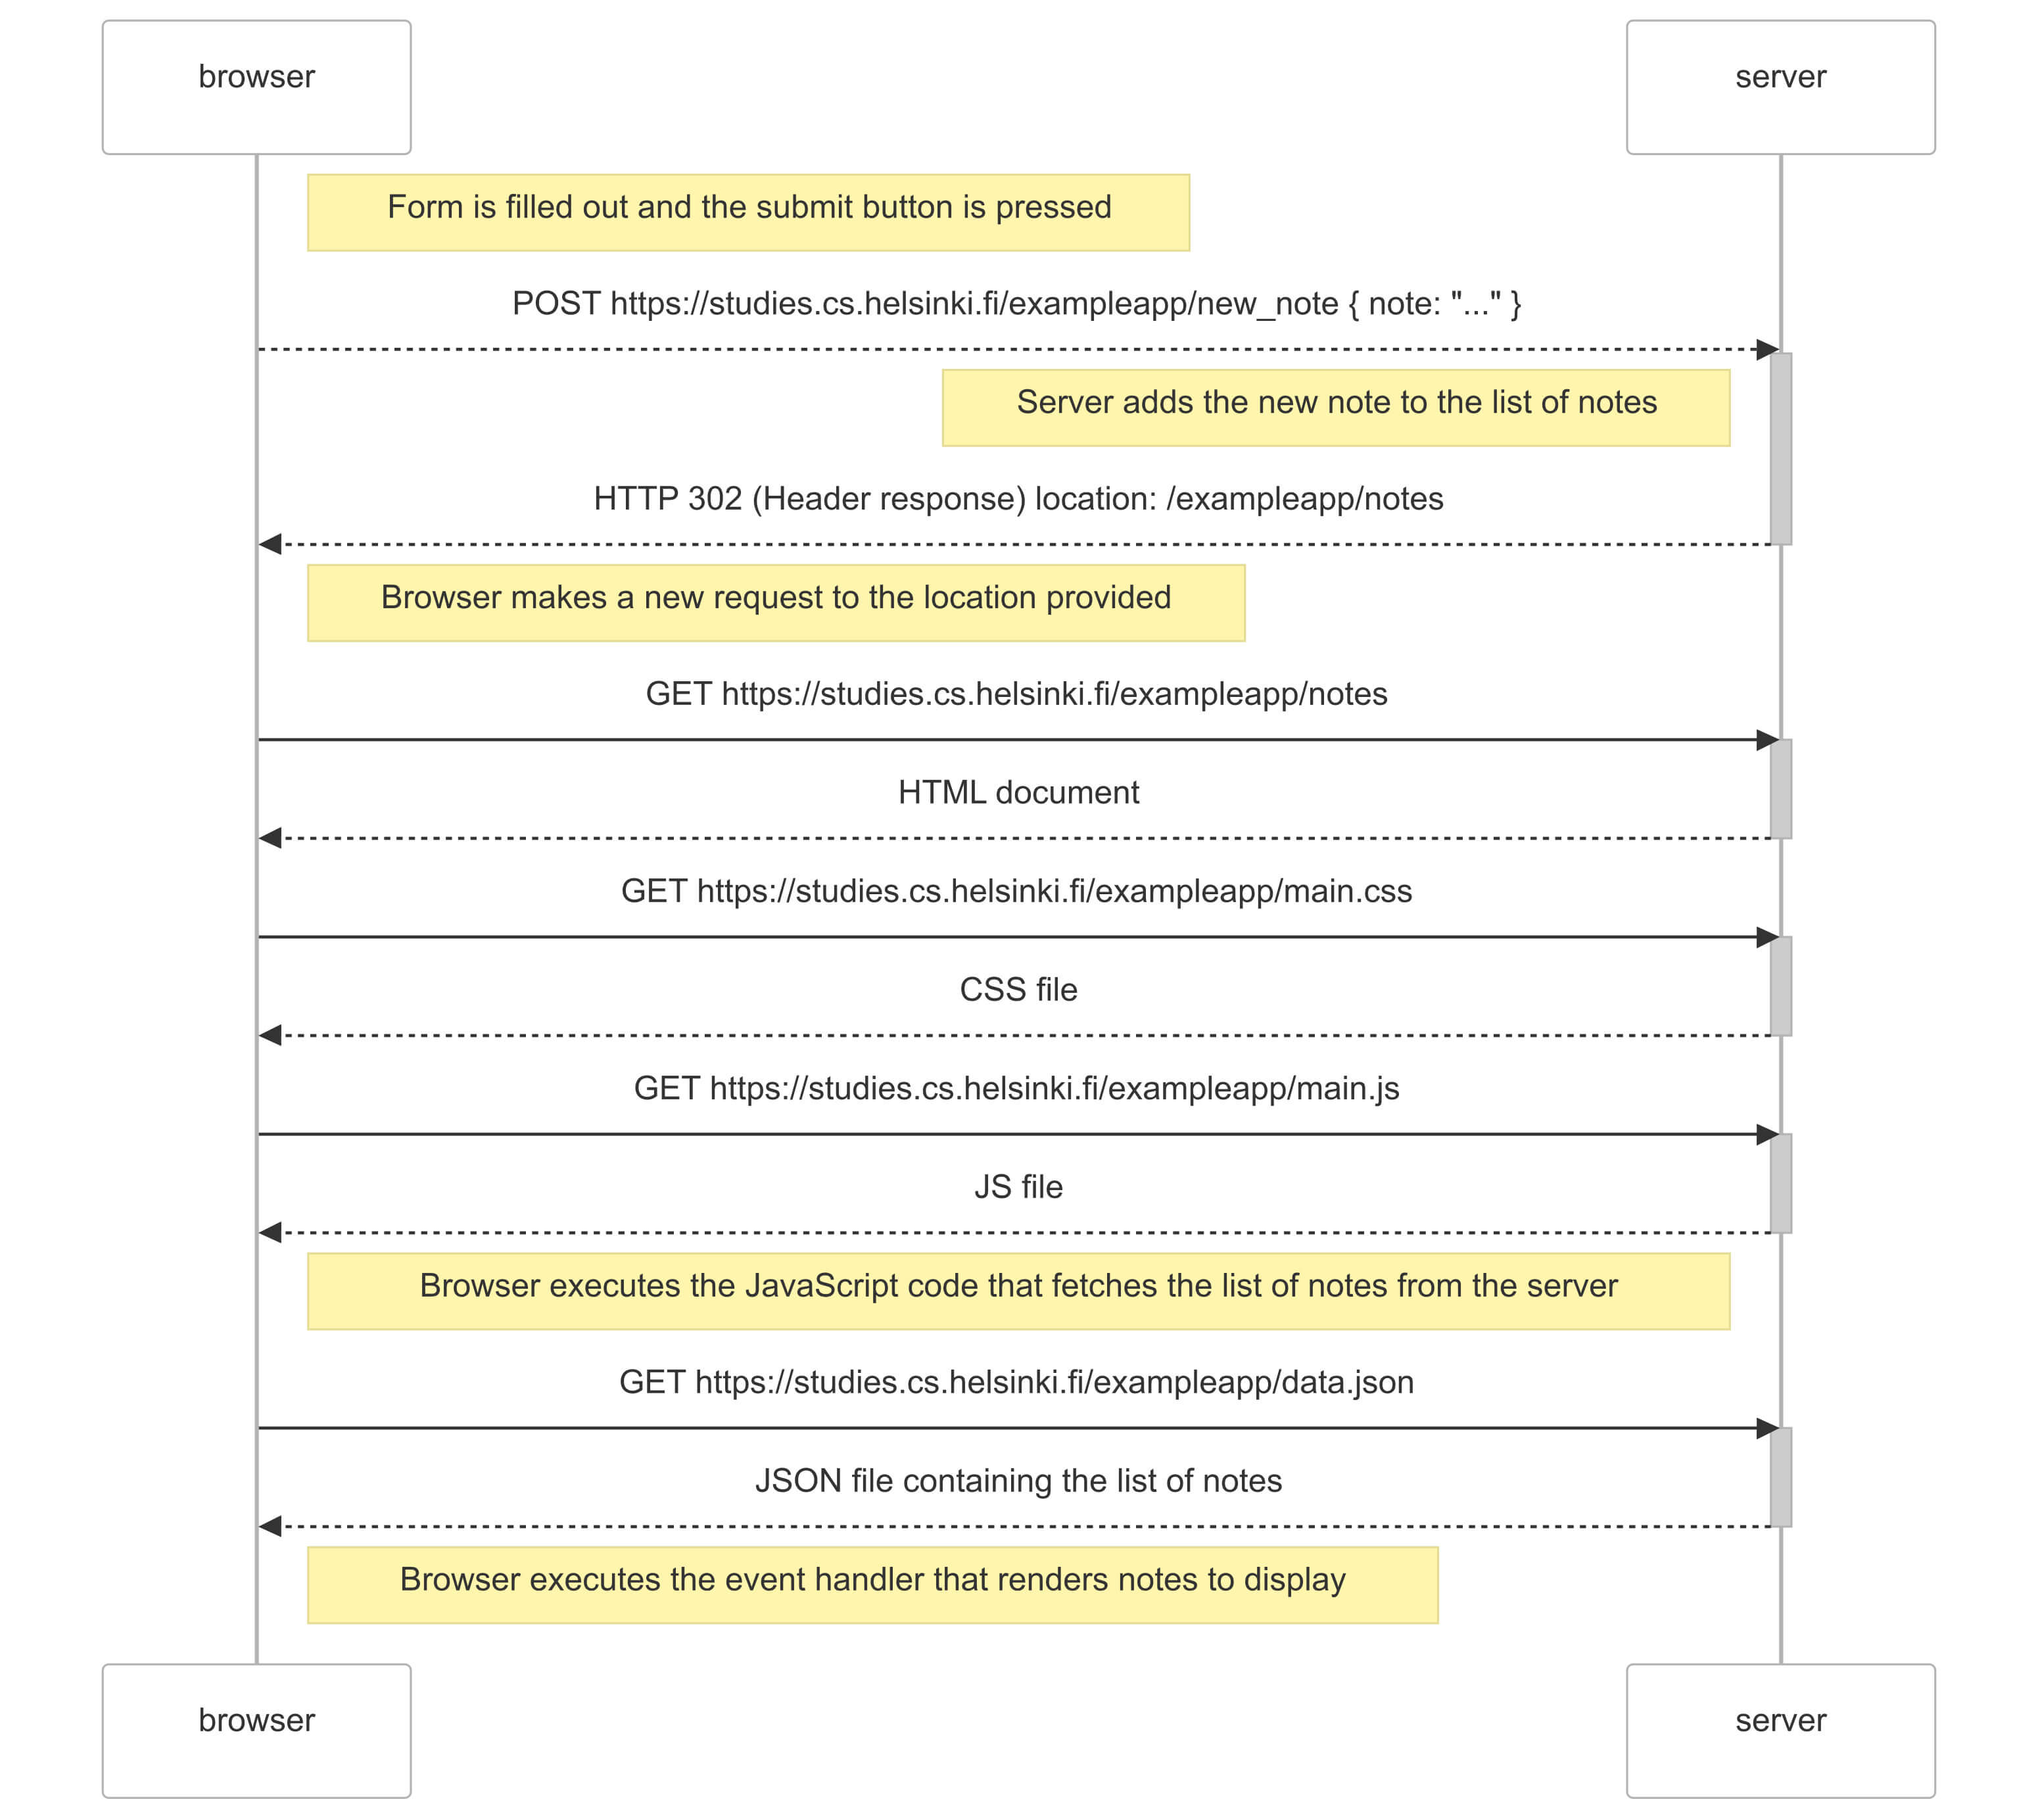 browser
server
Form is filled out and the submit button is pressed
POST https://studies.cs.helsinki.fi/exampleapp/new_note { note: "..." }
Server adds the new note to the list of notes
HTTP 302 (Header response) location: /exampleapp/notes
Browser makes a new request to the location provided
GET https://studies.cs.helsinki.fi/exampleapp/notes
HTML document
GET https://studies.cs.helsinki.fi/exampleapp/main.css
CSS file
GET https://studies.cs.helsinki.fi/exampleapp/main.js
JS file
Browser executes the JavaScript code that fetches the list of notes from the server
GET https://studies.cs.helsinki.fi/exampleapp/data.json
JSON file containing the list of notes
Browser executes the event handler that renders notes to display
browser
server